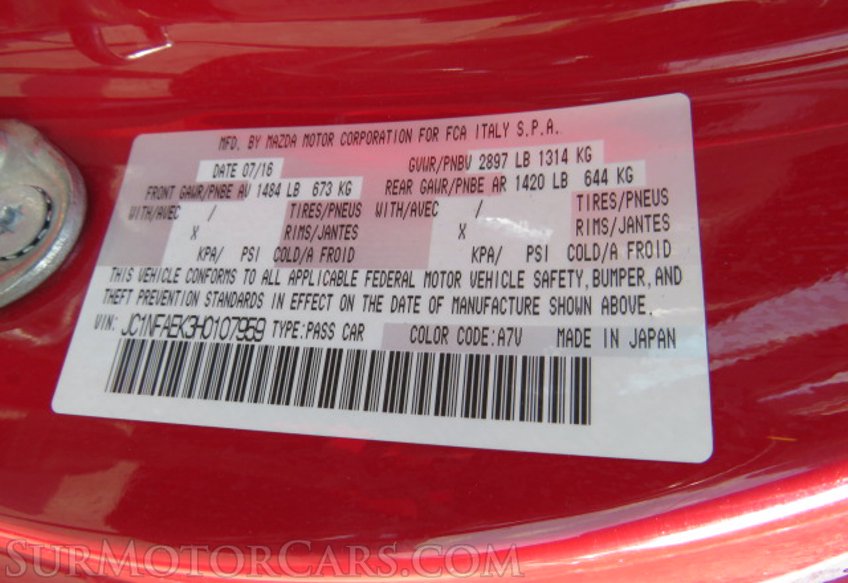 MFD. BY MAZDA MOTOR CORPORATION FOR FCA ITALY S.P.A.
DATE 07/16 GVWR/PNBV 2897 LB 1314 KG
FRONT GAWR/PNBE AV 1484 LB 673 KG REAR GAWR/PNBE AR 1420 LB 644 KG
WITH/AVEC / TIRES/PNEUS WITH/AVEC / TIRES/PNEUS
X RIMS/JANTES X RIMS/JANTES
KPA/ PSI COLD/A FROID KPA/ PSI COLD/A FROID
THIS VEHICLE CONFORMS TO ALL APPLICABLE FEDERAL MOTOR VEHICLE SAFETY, BUMPER, AND
THEFT PREVENTION STANDARDS IN EFFECT ON THE DATE OF MANUFACTURE SHOWN ABOVE.
VIN: JC1NFAEK3H0107959 TYPE:PASS CAR COLOR CODE:A7V MADE IN JAPAN
SurMotorCars.com